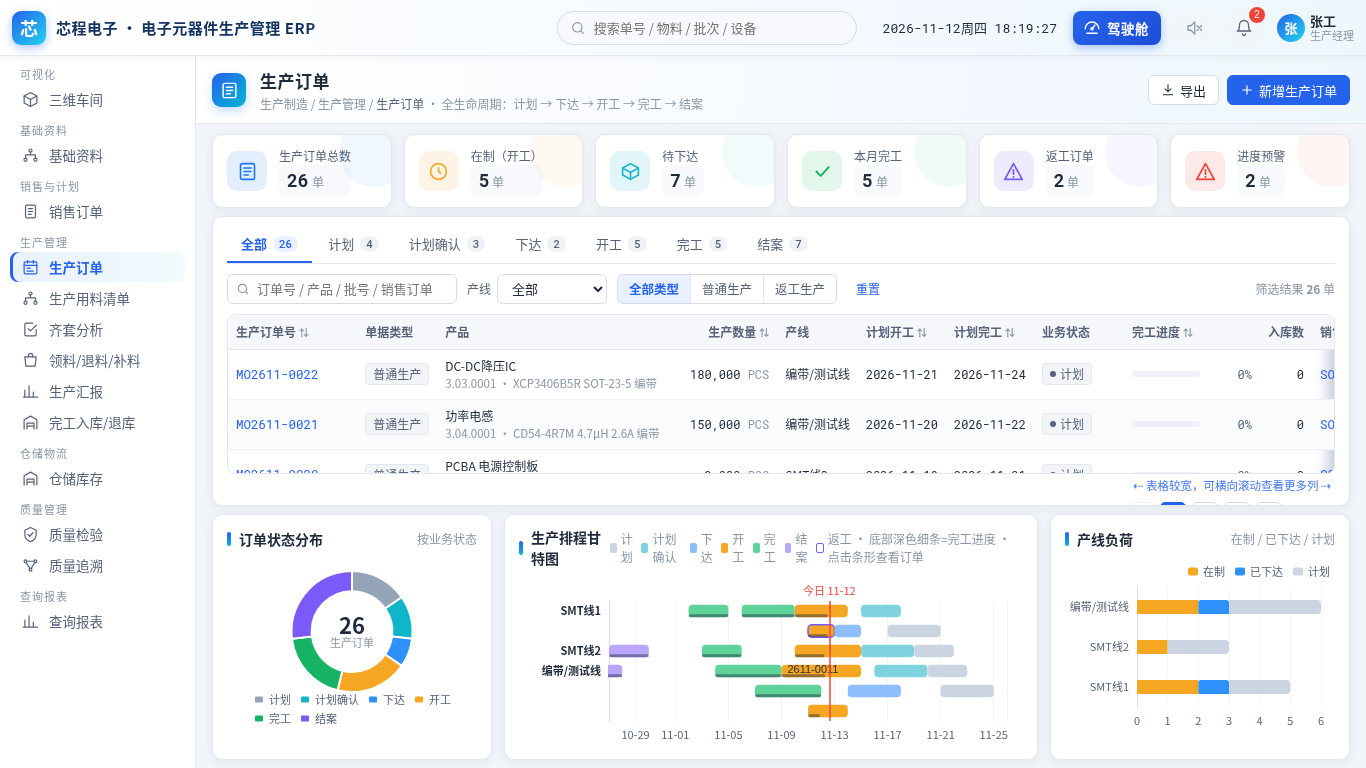 芯 芯程电子 · 电子元器件生产管理 ERP
搜索单号 / 物料 / 批次 / 设备
2026-11-12周四 18:19:27
驾驶舱
2
张 张工
生产经理
可视化
三维车间
基础资料
基础资料
销售与计划
销售订单
生产管理
生产订单
生产用料清单
齐套分析
领料/退料/补料
生产汇报
完工入库/退库
仓储物流
仓储库存
质量管理
质量检验
质量追溯
查询报表
查询报表
生产订单
生产制造 / 生产管理 / 生产订单 · 全生命周期：计划 → 下达 → 开工 → 完工 → 结案
导出
新增生产订单
生产订单总数
26 单
在制（开工）
5 单
待下达
7 单
本月完工
5 单
返工订单
2 单
进度预警
2 单
全部 26 计划 4 计划确认 3 下达 2 开工 5 完工 5 结案 7
订单号 / 产品 / 批号 / 销售订单 产线 全部 全部类型 普通生产 返工生产 重置 筛选结果 26 单
生产订单号 ⇅ 单据类型 产品 生产数量 ⇅ 产线 计划开工 ⇅ 计划完工 ⇅ 业务状态 完工进度 ⇅ 入库数
MO2611-0022 普通生产 DC-DC降压IC 180,000 PCS 编带/测试线 2026-11-21 2026-11-24 计划 0% 0 SO
3.03.0001 · XCP3406B5R SOT-23-5 编带
MO2611-0021 普通生产 功率电感 150,000 PCS 编带/测试线 2026-11-20 2026-11-22 计划 0% 0 SO
3.04.0001 · CD54-4R7M 4.7μH 2.6A 编带
PCBA 电源控制板
⇠ 表格较宽，可横向滚动查看更多列 ⇢
订单状态分布 按业务状态
26
生产订单
计划 计划确认 下达 开工
完工 结案
生产排程甘特图
计划 计划确认 下达 开工 完工 结案 返工 · 底部深色细条=完工进度 · 点击条形查看订单
今日 11-12
SMT线1
SMT线2
编带/测试线
2611-0011
10-29 11-01 11-05 11-09 11-13 11-17 11-21 11-25
产线负荷 在制 / 已下达 / 计划
在制 已下达 计划
编带/测试线
SMT线2
SMT线1
0 1 2 3 4 5 6